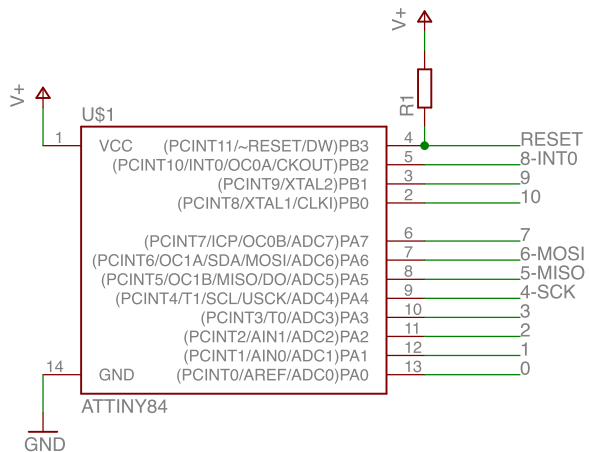 V+
V+
R1
U$1
1 VCC (PCINT11/~RESET/DW)PB3 4 RESET
(PCINT10/INT0/OC0A/CKOUT)PB2 5 8-INT0
(PCINT9/XTAL2)PB1 3 9
(PCINT8/XTAL1/CLKI)PB0 2 10
(PCINT7/ICP/OC0B/ADC7)PA7 6 7
(PCINT6/OC1A/SDA/MOSI/ADC6)PA6 7 6-MOSI
(PCINT5/OC1B/MISO/DO/ADC5)PA5 8 5-MISO
(PCINT4/T1/SCL/USCK/ADC4)PA4 9 4-SCK
(PCINT3/T0/ADC3)PA3 10 3
(PCINT2/AIN1/ADC2)PA2 11 2
(PCINT1/AIN0/ADC1)PA1 12 1
14 GND (PCINT0/AREF/ADC0)PA0 13 0
ATTINY84
GND